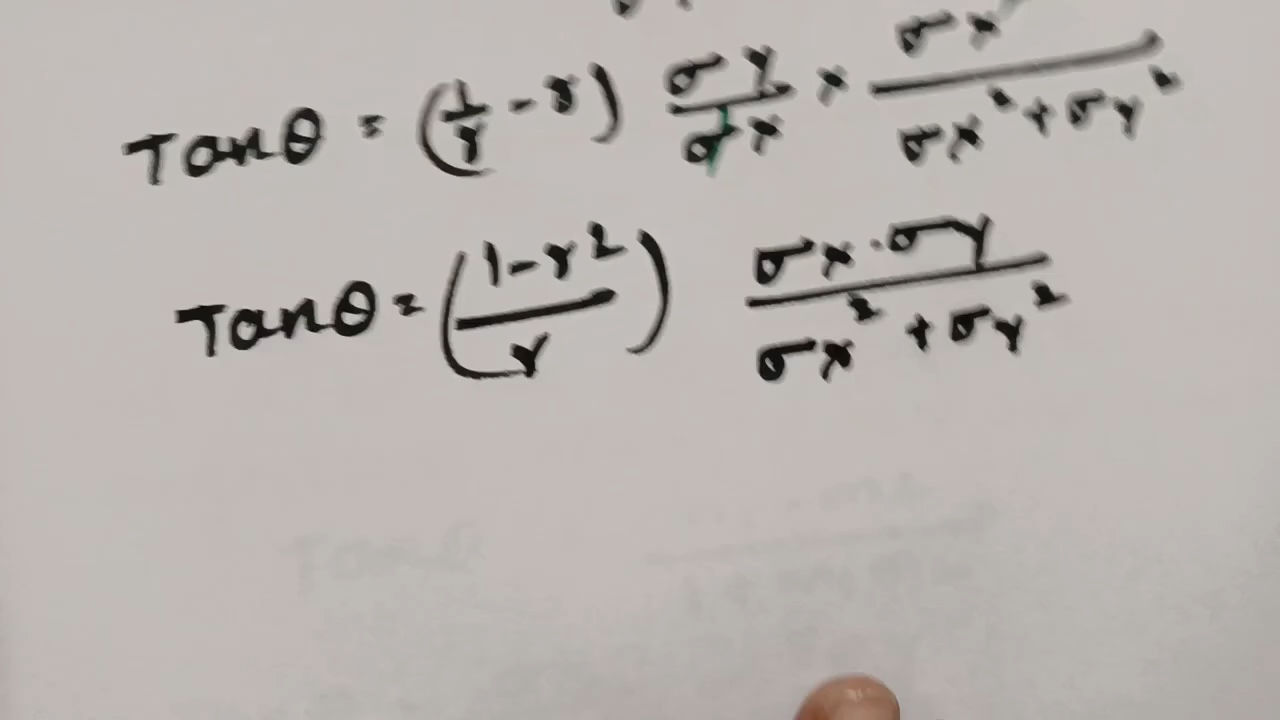 Tanθ = (1/r - r) σy/σx × σx/(σx² + σy²)
Tanθ = ((1-r²)/r) σx·σy/(σx² + σy²)